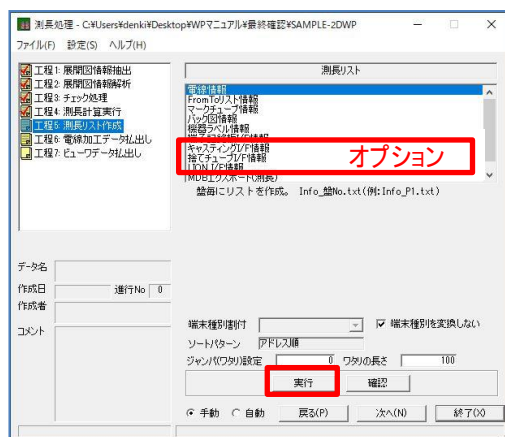 測長処理 - C:¥Users¥denki¥Desktop¥WPマニュアル¥最終確認¥SAMPLE-2DWP
ファイル(F) 設定(S) ヘルプ(H)
工程1: 展開図情報抽出
工程2: 展開図情報解析
工程3: チェック処理
工程4: 測長計算実行
工程5: 測長リスト作成
工程6: 電線加工データ払出し
工程7: ビューワデータ払出し
測長リスト
電線情報
FromToリスト情報
マークチューブ情報
バック図情報
機器ラベル情報
キャスティングI/F情報
捨てチューブI/F情報
LION I/F情報
MDBエクスポート(測長)
オプション
盤毎にリストを作成。 Info_盤No.txt(例:Info_P1.txt)
データ名
作成日 進行No 0
作成者
コメント
端末種別割付 端末種別を変換しない
ソートパターン アドレス順
ジャンパ(ワタリ)設定 0 ワタリの長さ 100
実行 確認
手動 自動 戻る(P) 次へ(N) 終了(X)